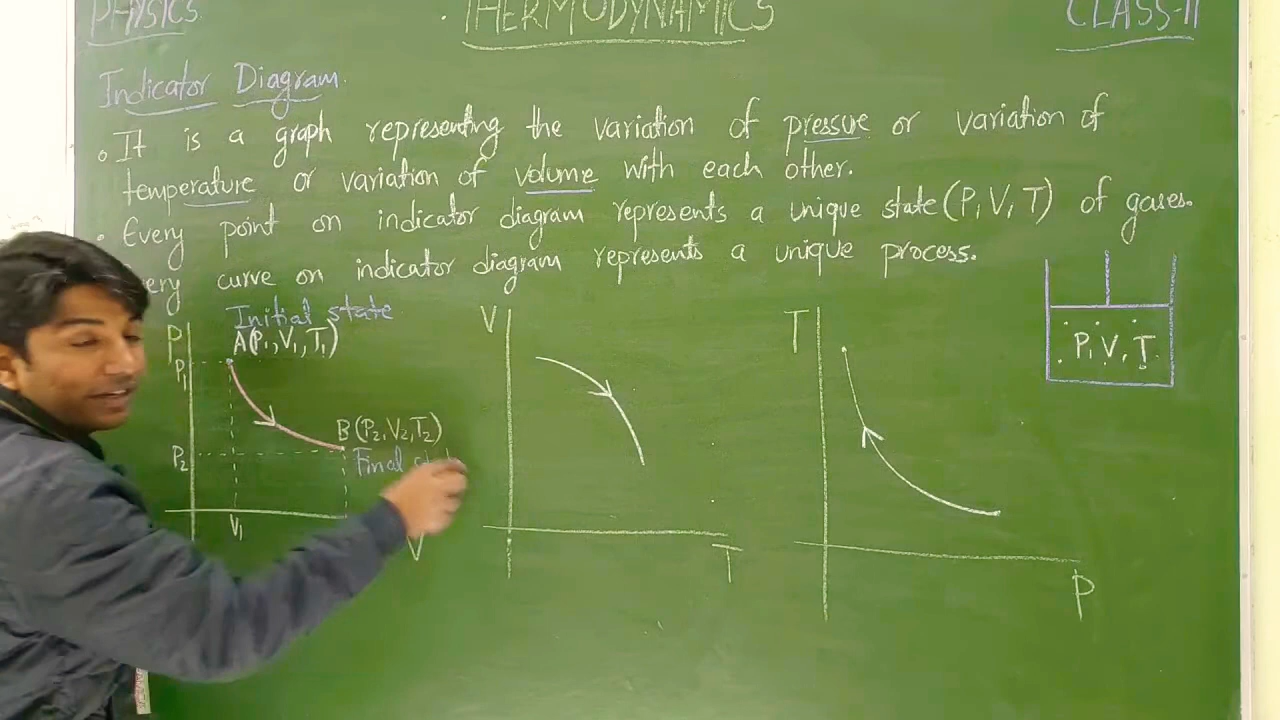 PHYSICS
THERMODYNAMICS
CLASS-11
Indicator Diagram.
It is a graph representing the variation of pressure or variation of
temperature or variation of volume with each other.
Every point on indicator diagram represents a unique state (P, V, T) of gases.
curve on indicator diagram represents a unique process.
Initial state
A(P₁, V₁, T₁)
P
P₁
B(P₂, V₂, T₂)
P₂
Final
V₁
V
V
T
T
P
P, V, T